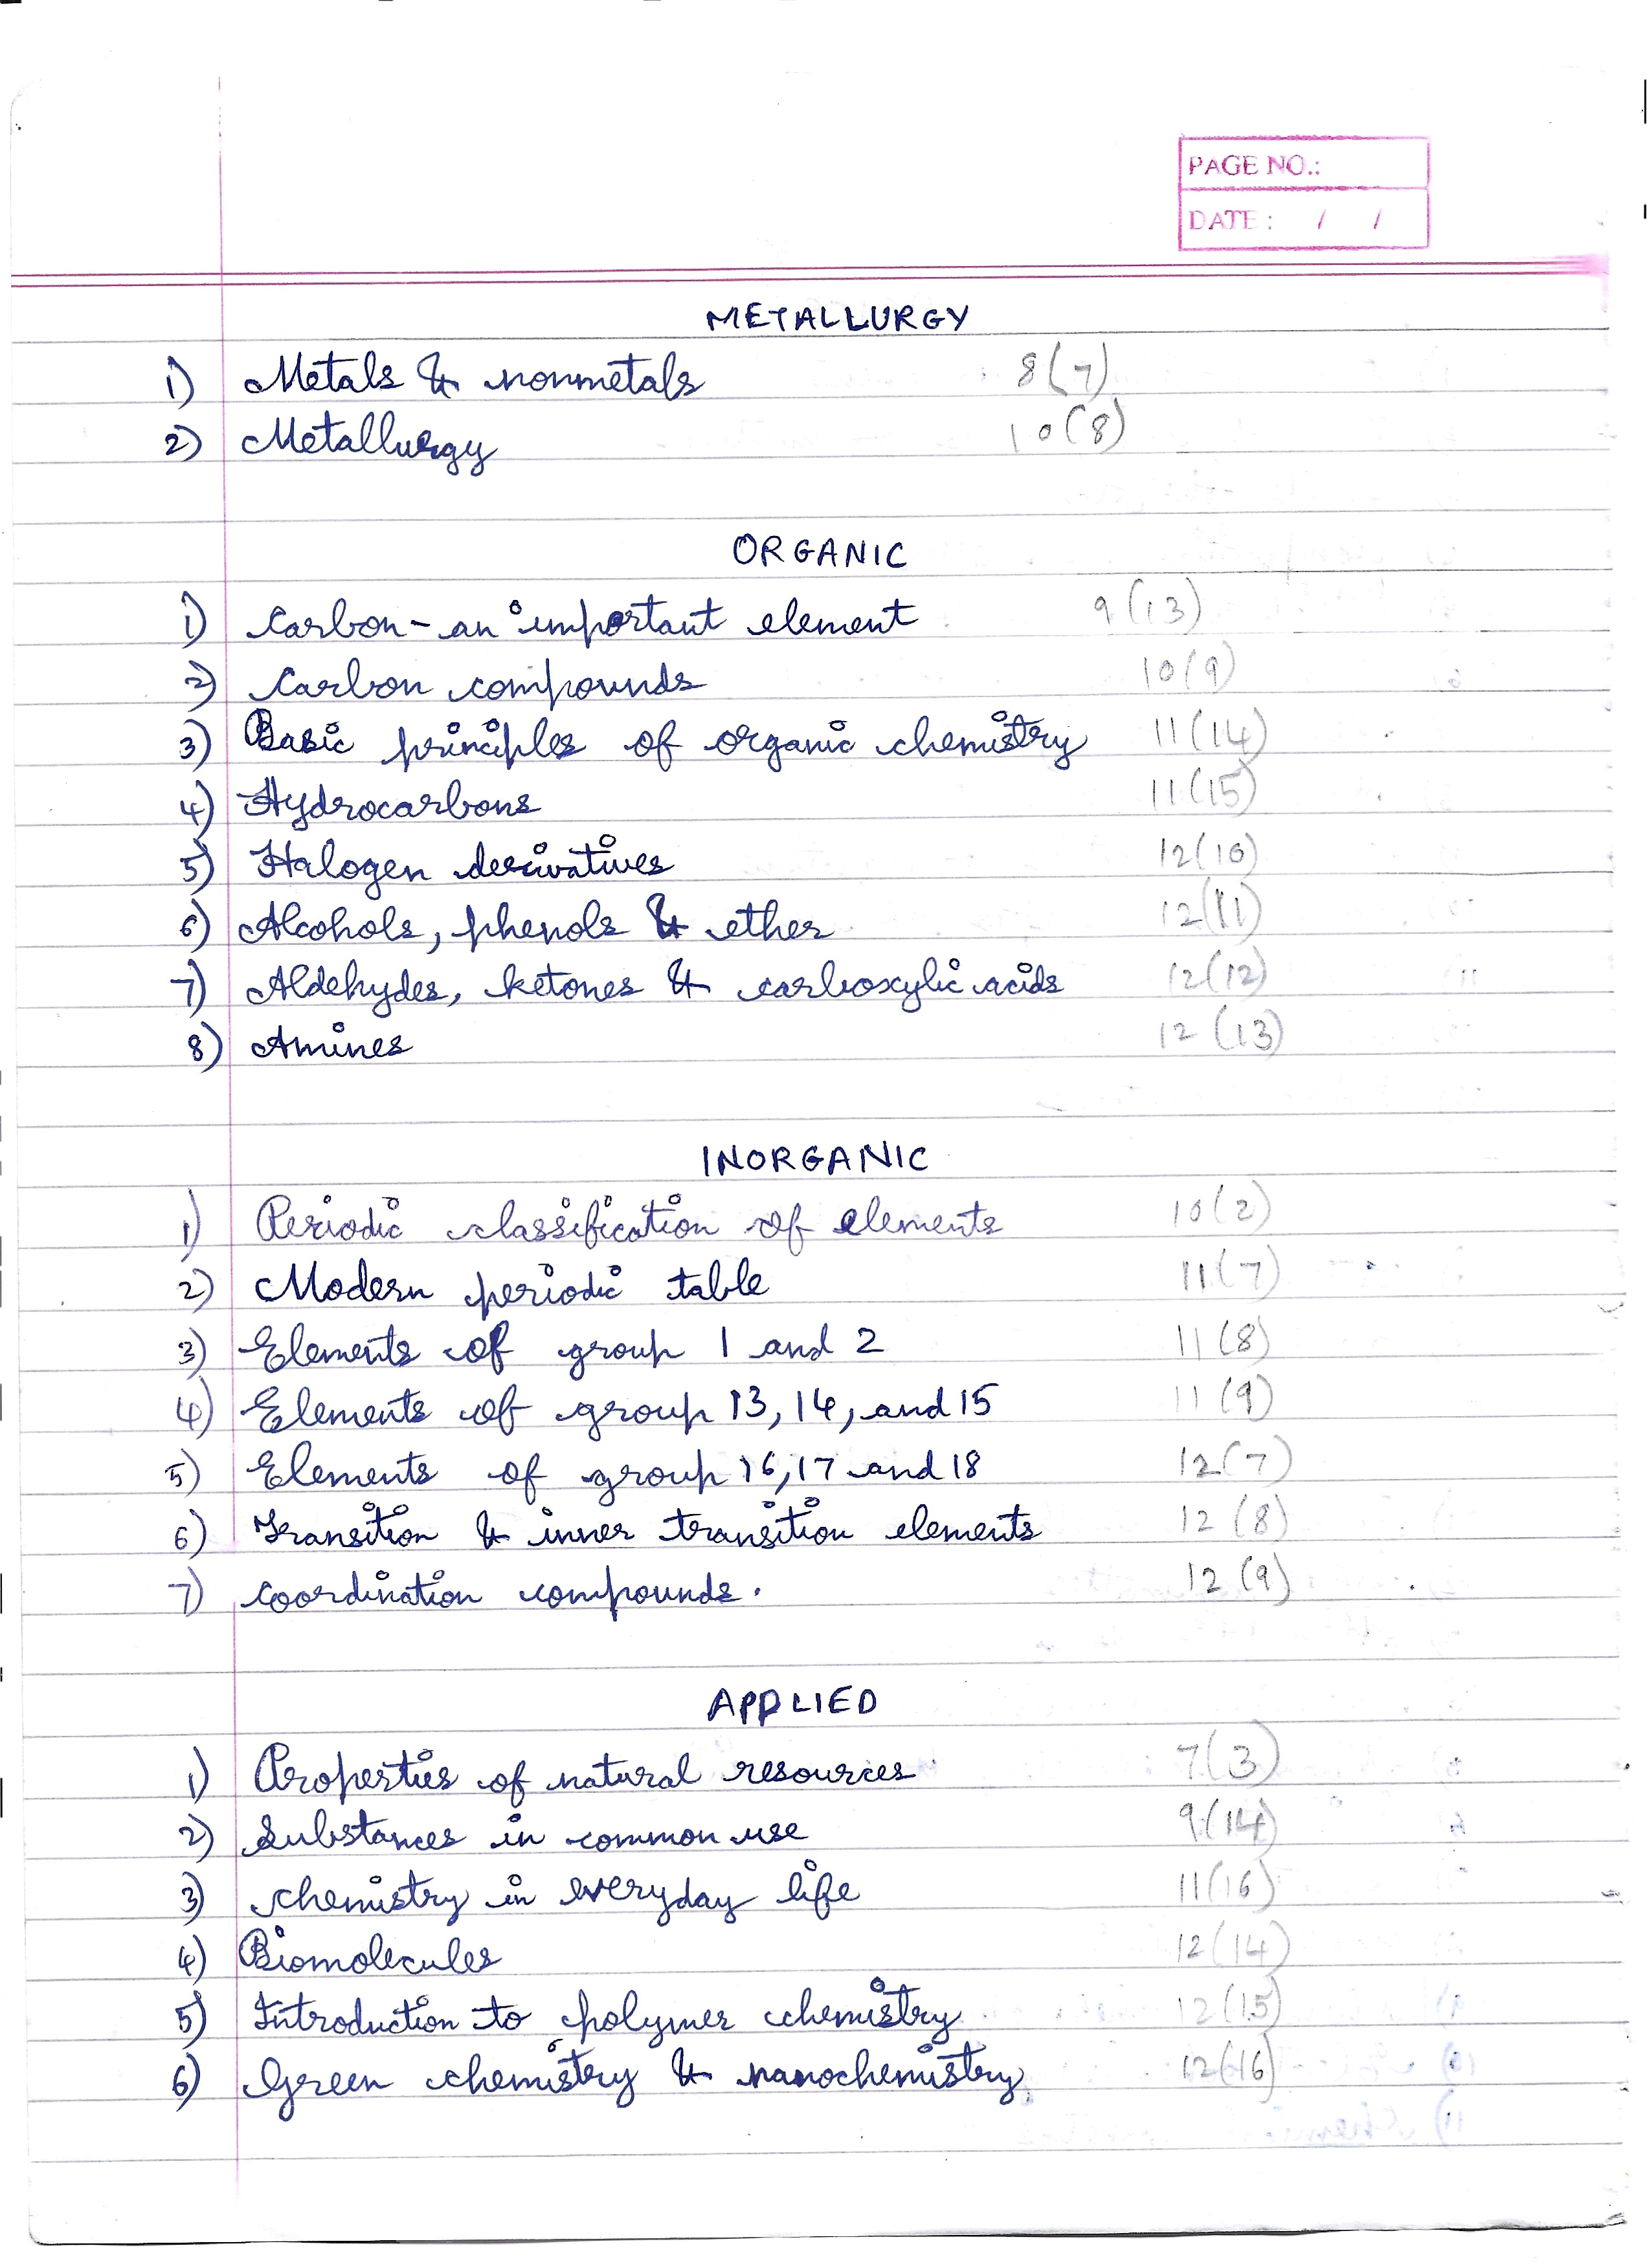 PAGE NO.:
DATE : / /
METALLURGY
1) Metals & nonmetals 8(7)
2) Metallurgy 10(8)
ORGANIC
1) Carbon - an important element 9(13)
2) Carbon compounds 10(9)
3) Basic principles of organic chemistry 11(14)
4) Hydrocarbons 11(15)
5) Halogen derivatives 12(10)
6) Alcohols, phenols & ether 12(11)
7) Aldehydes, ketones & carboxylic acids 12(12)
8) Amines 12(13)
INORGANIC
1) Periodic classification of elements 10(2)
2) Modern periodic table 11(7)
3) Elements of group 1 and 2 11(8)
4) Elements of group 13, 14, and 15 11(9)
5) Elements of group 16, 17 and 18 12(7)
6) Transition & inner transition elements 12(8)
7) Coordination compounds. 12(9)
APPLIED
1) Properties of natural resources 7(3)
2) Substances in common use 9(14)
3) Chemistry in everyday life 11(16)
4) Biomolecules 12(14)
5) Introduction to polymer chemistry 12(15)
6) Green chemistry & nanochemistry 12(16)